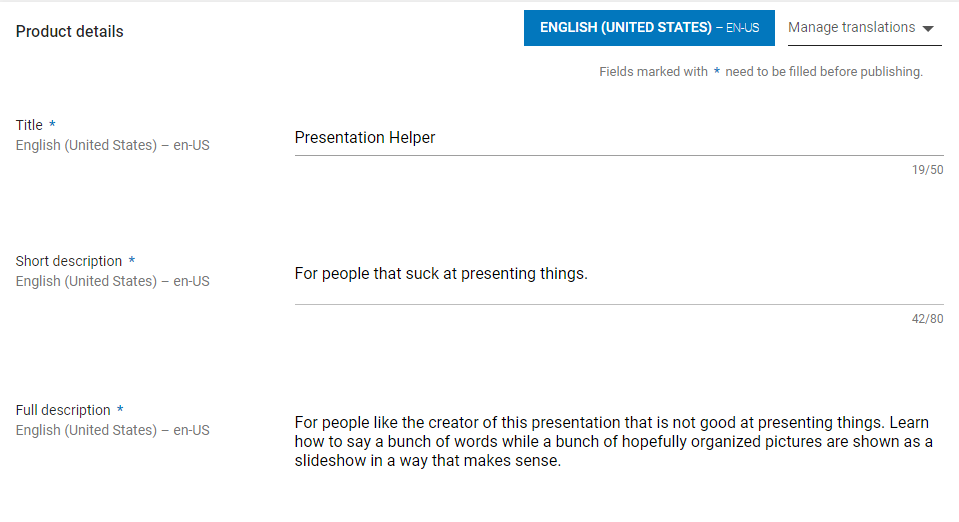 Product details
ENGLISH (UNITED STATES) – EN-US
Manage translations
Fields marked with * need to be filled before publishing.
Title *
English (United States) – en-US
Presentation Helper
19/50
Short description *
English (United States) – en-US
For people that suck at presenting things.
42/80
Full description *
English (United States) – en-US
For people like the creator of this presentation that is not good at presenting things. Learn
how to say a bunch of words while a bunch of hopefully organized pictures are shown as a
slideshow in a way that makes sense.